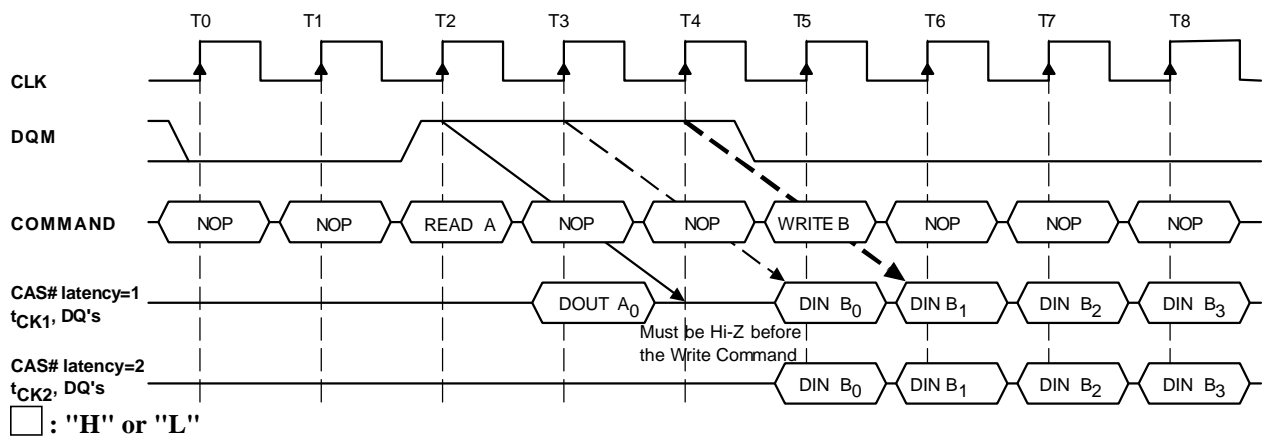 T0 T1 T2 T3 T4 T5 T6 T7 T8
CLK
DQM
COMMAND NOP NOP READ A NOP NOP WRITE B NOP NOP NOP
CAS# latency=1
tCK1, DQ's
DOUT A0 DIN B0 DIN B1 DIN B2 DIN B3
Must be Hi-Z before
the Write Command
CAS# latency=2
tCK2, DQ's
DIN B0 DIN B1 DIN B2 DIN B3
: "H" or "L"